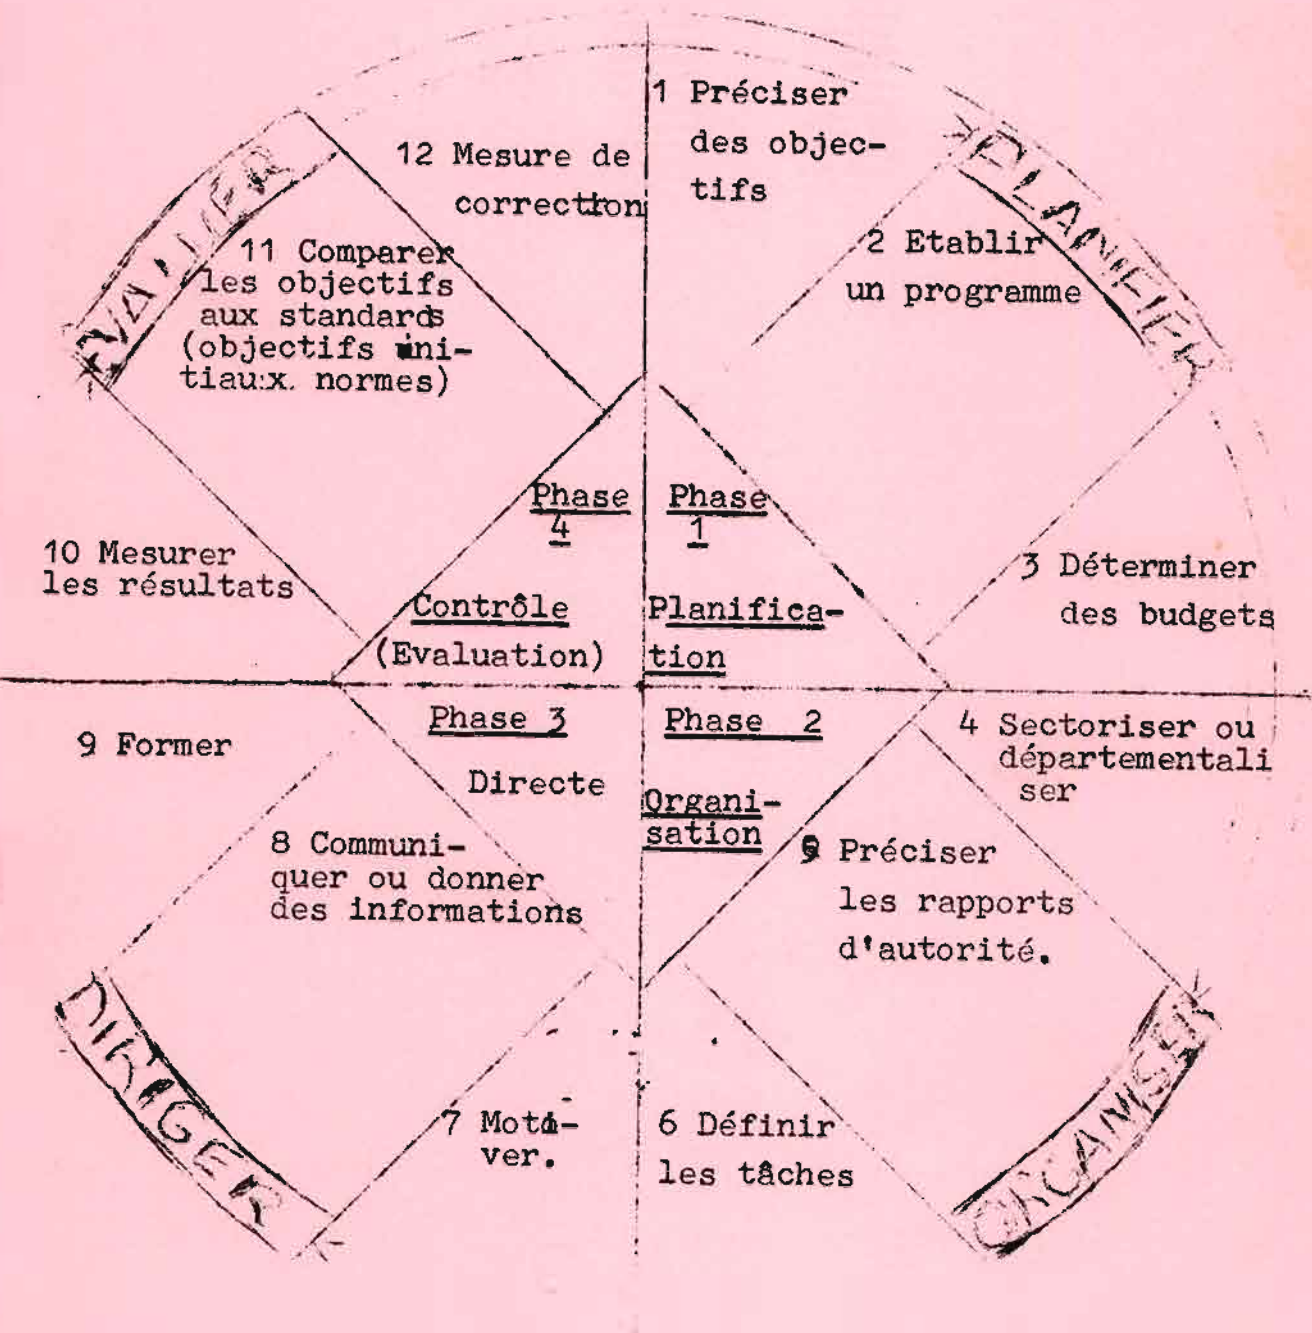 1 Préciser
des objec-
tifs
PLANIFIER
2 Etablir
un programme
3 Déterminer
des budgets
4 Sectoriser ou
départementali
ser
5 Préciser
les rapports
d'autorité.
ORGANISER
6 Définir
les tâches
7 Moti-
ver.
DIRIGER
8 Communi-
quer ou donner
des informations
9 Former
10 Mesurer
les résultats
EVALUER
11 Comparer
les objectifs
aux standards
(objectifs ini-
tiaux. normes)
12 Mesure de
correction
Phase
1
Planifica-
tion
Phase 2
Organi-
sation
Phase 3
Directe
Phase
4
Contrôle
(Evaluation)